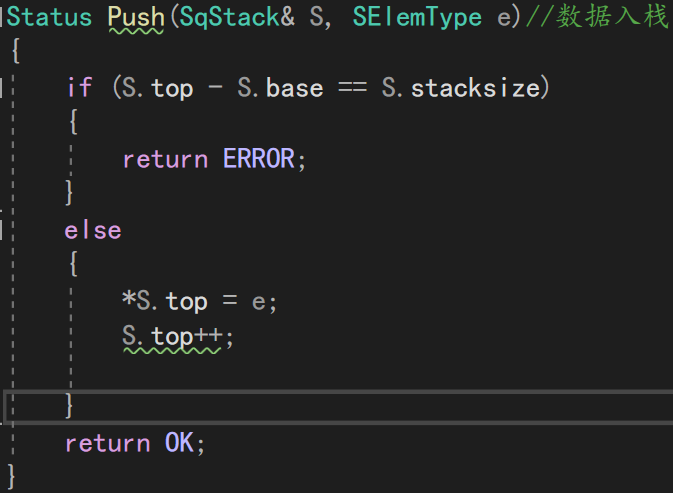 Status Push(SqStack& S, SElemType e)//数据入栈
{
if (S.top - S.base == S.stacksize)
{
return ERROR;
}
else
{
*S.top = e;
S.top++;
}
return OK;
}